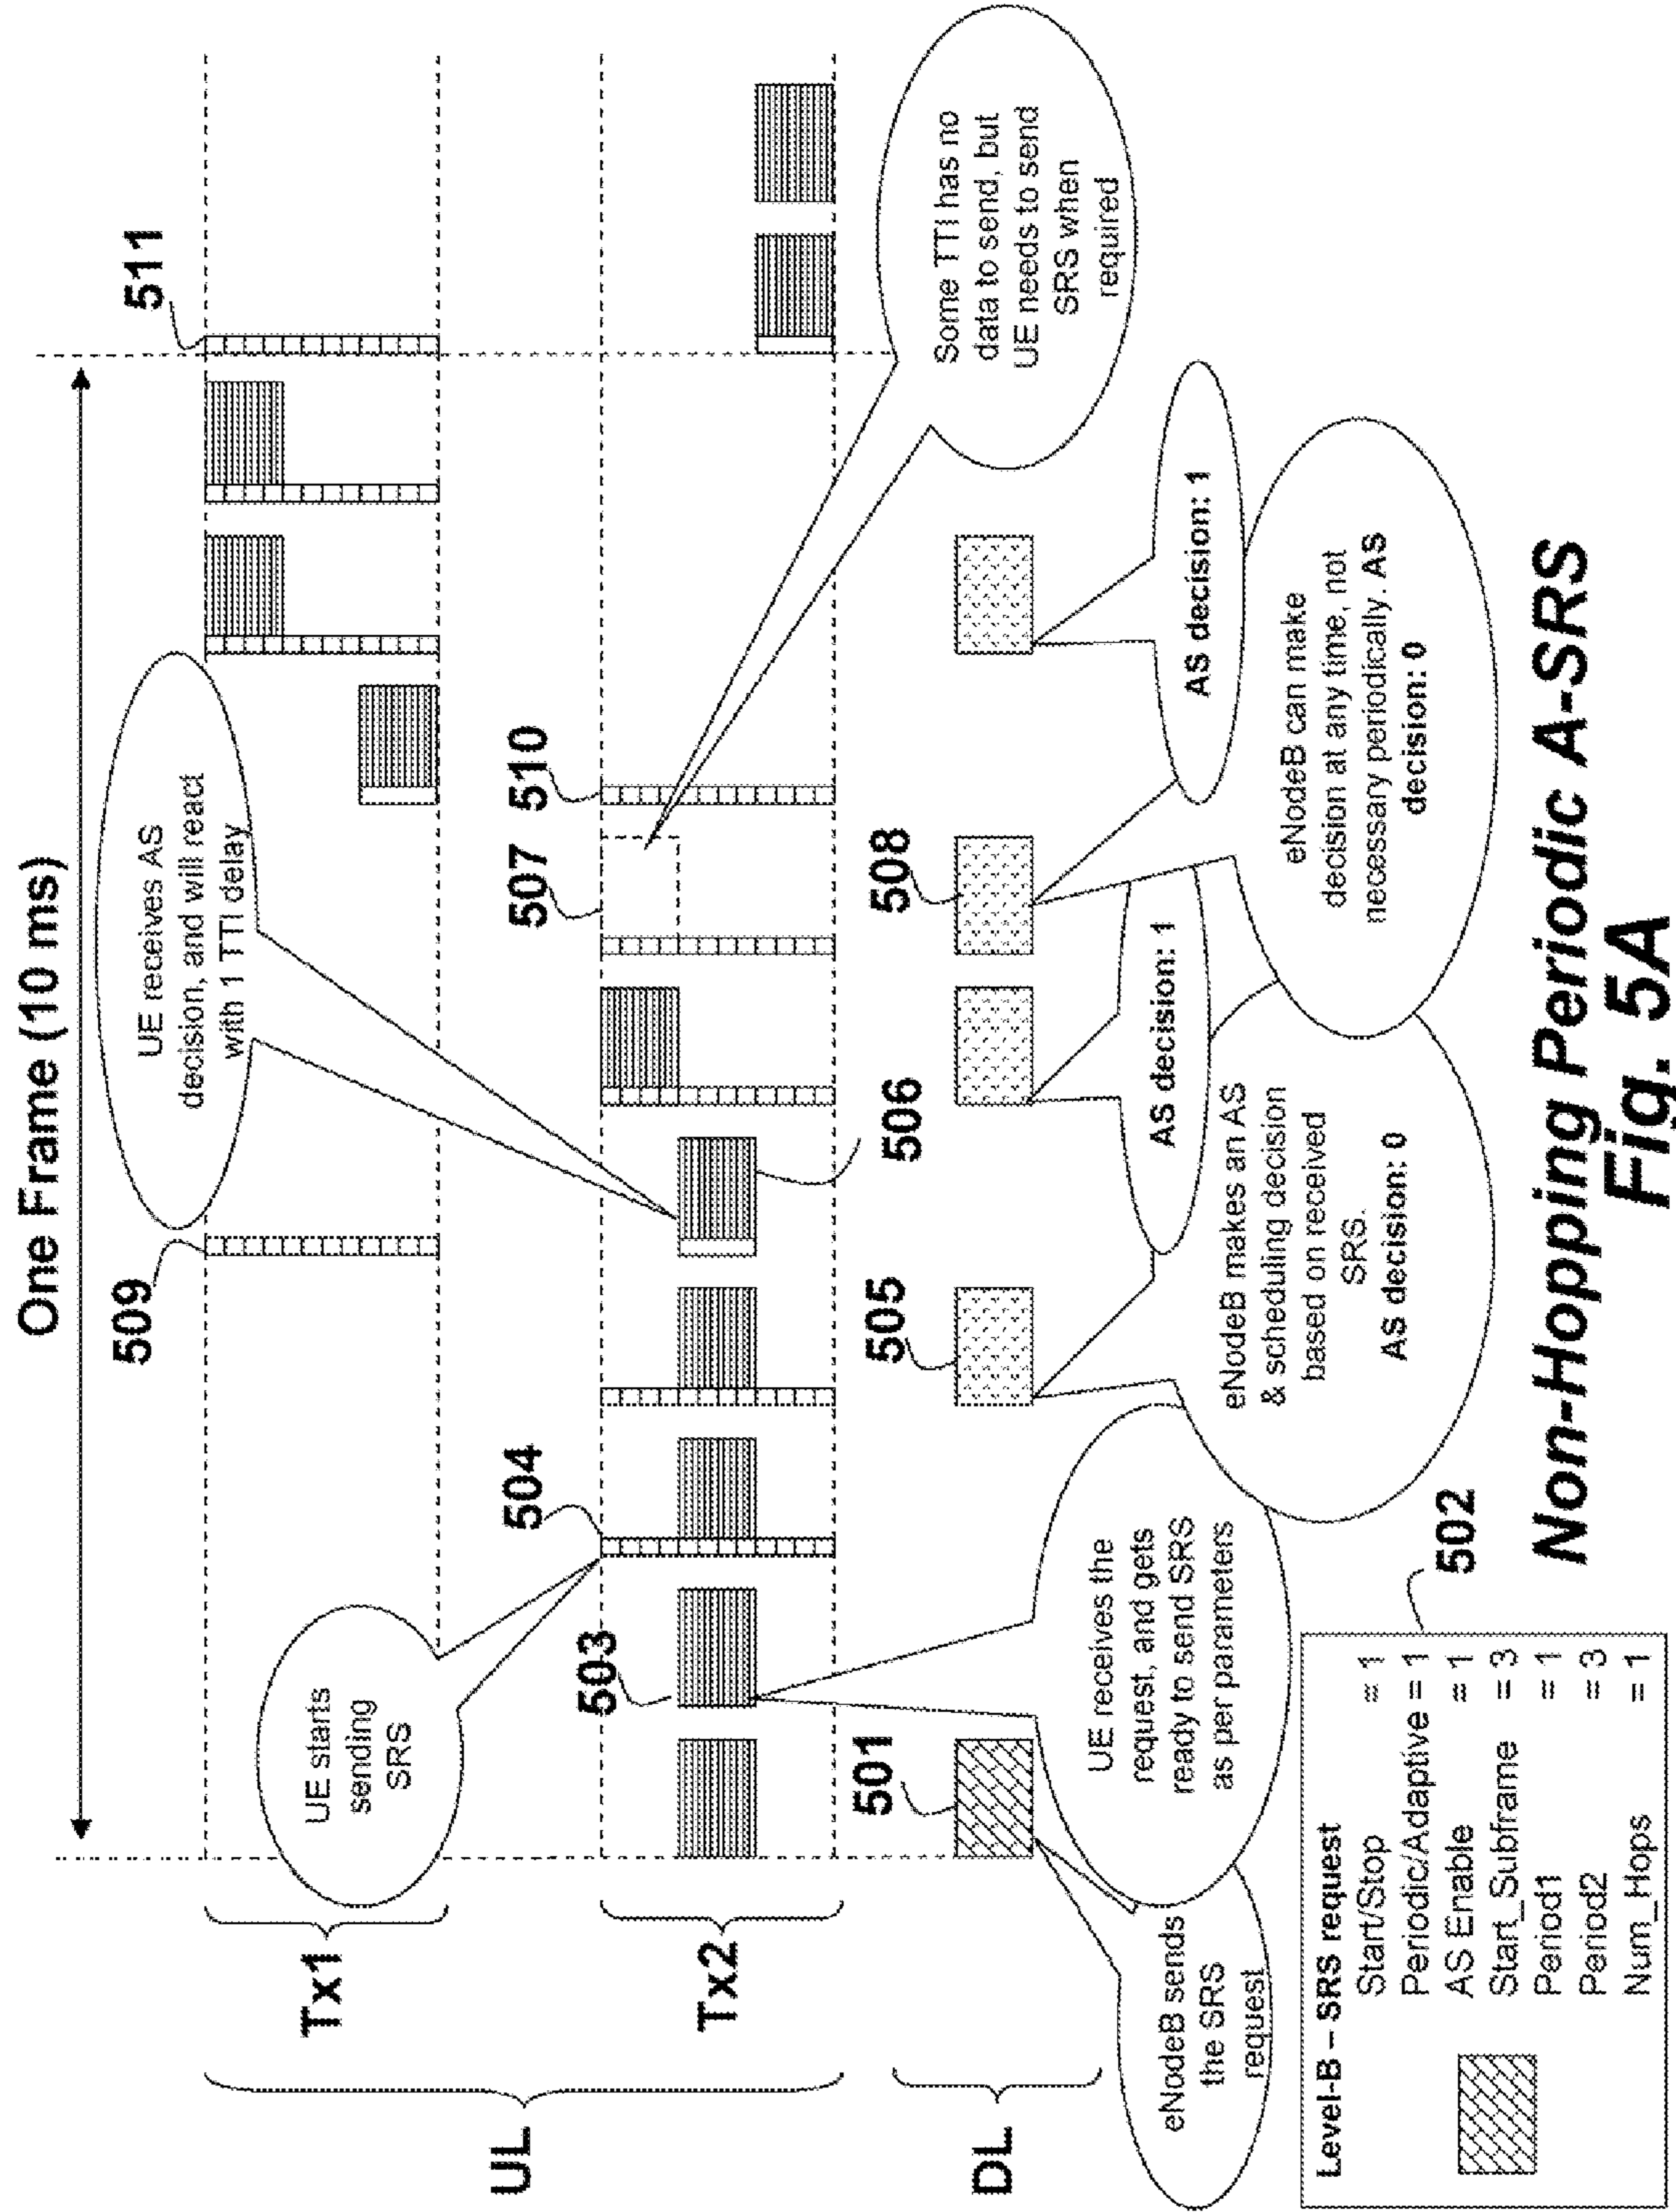 One Frame (10 ms)
UL
Tx1
Tx2
DL
UE starts
sending
SRS
509
UE receives AS
decision, and will react
with 1 TTI delay
511
503
504
506
507
510
Some TTI has no
data to send, but
UE needs to send
SRS when
required
501
505
508
eNodeB sends
the SRS
request
UE receives the
request, and gets
ready to send SRS
as per parameters
eNodeB makes an AS
& scheduling decision
based on received
SRS.
AS decision: 0
AS decision: 1
eNodeB can make
decision at any time, not
necessary periodically. AS
decision: 0
AS decision: 1
Level-B – SRS request
Start/Stop = 1
Periodic/Adaptive = 1
AS Enable = 1
Start_Subframe = 3
Period1 = 1
Period2 = 3
Num_Hops = 1
502
Non-Hopping Periodic A-SRS
Fig. 5A